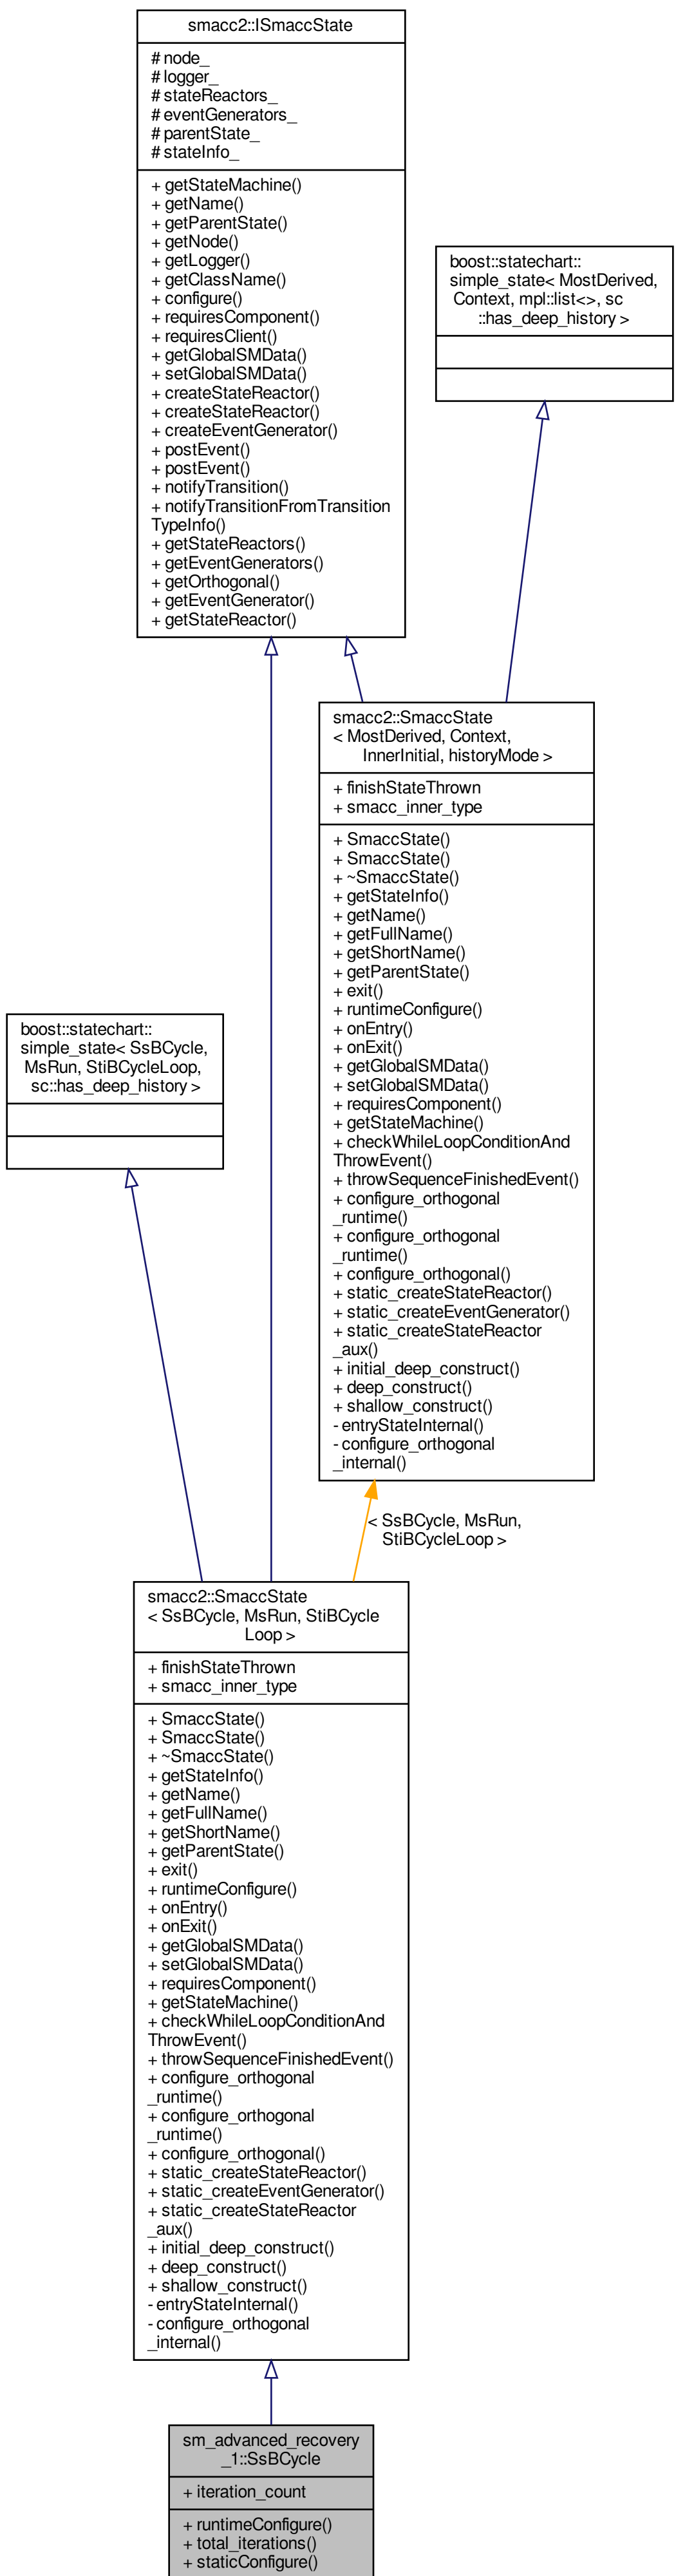 smacc2::ISmaccState
# node_
# logger_
# stateReactors_
# eventGenerators_
# parentState_
# stateInfo_
+ getStateMachine()
+ getName()
+ getParentState()
+ getNode()
+ getLogger()
+ getClassName()
+ configure()
+ requiresComponent()
+ requiresClient()
+ getGlobalSMData()
+ setGlobalSMData()
+ createStateReactor()
+ createStateReactor()
+ createEventGenerator()
+ postEvent()
+ postEvent()
+ notifyTransition()
+ notifyTransitionFromTransition
TypeInfo()
+ getStateReactors()
+ getEventGenerators()
+ getOrthogonal()
+ getEventGenerator()
+ getStateReactor()
boost::statechart::
simple_state< MostDerived,
Context, mpl::list<>, sc
::has_deep_history >
smacc2::SmaccState
< MostDerived, Context,
InnerInitial, historyMode >
+ finishStateThrown
+ smacc_inner_type
+ SmaccState()
+ SmaccState()
+ ~SmaccState()
+ getStateInfo()
+ getName()
+ getFullName()
+ getShortName()
+ getParentState()
+ exit()
+ runtimeConfigure()
+ onEntry()
+ onExit()
+ getGlobalSMData()
+ setGlobalSMData()
+ requiresComponent()
+ getStateMachine()
+ checkWhileLoopConditionAnd
ThrowEvent()
+ throwSequenceFinishedEvent()
+ configure_orthogonal
_runtime()
+ configure_orthogonal
_runtime()
+ configure_orthogonal()
+ static_createStateReactor()
+ static_createEventGenerator()
+ static_createStateReactor
_aux()
+ initial_deep_construct()
+ deep_construct()
+ shallow_construct()
- entryStateInternal()
- configure_orthogonal
_internal()
boost::statechart::
simple_state< SsBCycle,
MsRun, StiBCycleLoop,
sc::has_deep_history >
< SsBCycle, MsRun,
StiBCycleLoop >
smacc2::SmaccState
< SsBCycle, MsRun, StiBCycle
Loop >
+ finishStateThrown
+ smacc_inner_type
+ SmaccState()
+ SmaccState()
+ ~SmaccState()
+ getStateInfo()
+ getName()
+ getFullName()
+ getShortName()
+ getParentState()
+ exit()
+ runtimeConfigure()
+ onEntry()
+ onExit()
+ getGlobalSMData()
+ setGlobalSMData()
+ requiresComponent()
+ getStateMachine()
+ checkWhileLoopConditionAnd
ThrowEvent()
+ throwSequenceFinishedEvent()
+ configure_orthogonal
_runtime()
+ configure_orthogonal
_runtime()
+ configure_orthogonal()
+ static_createStateReactor()
+ static_createEventGenerator()
+ static_createStateReactor
_aux()
+ initial_deep_construct()
+ deep_construct()
+ shallow_construct()
- entryStateInternal()
- configure_orthogonal
_internal()
sm_advanced_recovery
_1::SsBCycle
+ iteration_count
+ runtimeConfigure()
+ total_iterations()
+ staticConfigure()